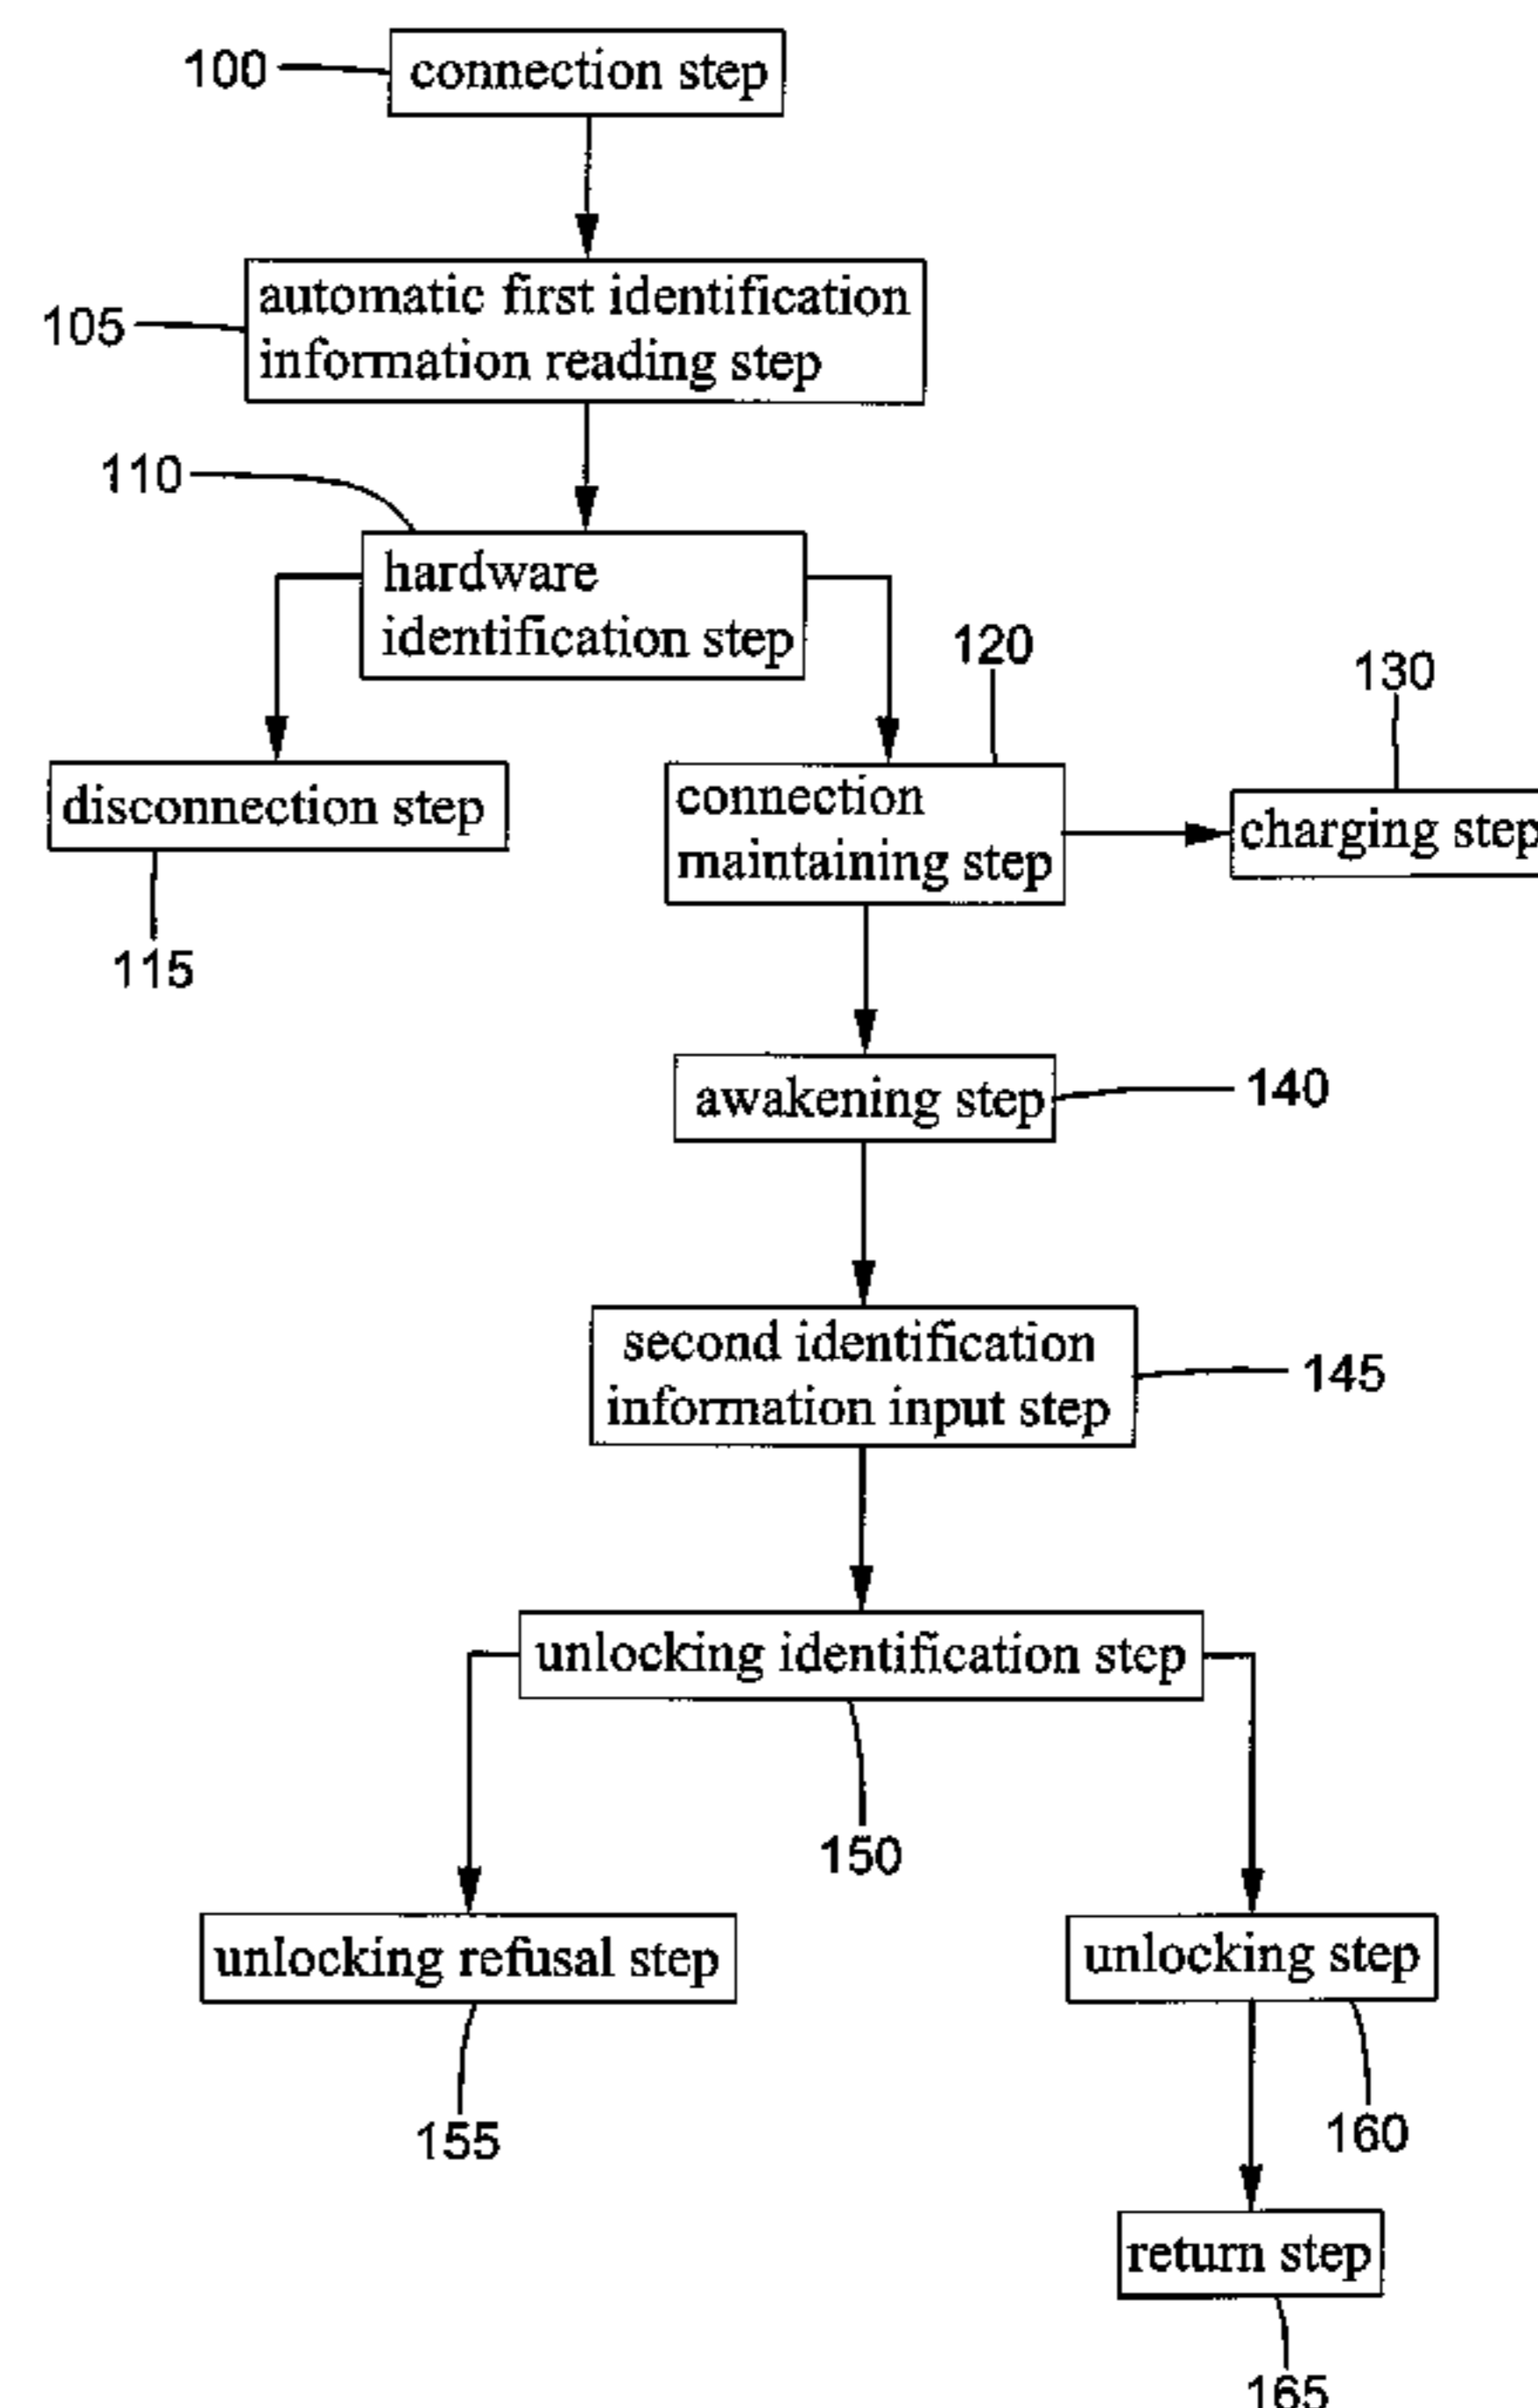 100
connection step
automatic first identification
105
information reading step
110
hardware
identification step
120
130
connection
disconnection step
charging step
maintaining step
115
awakening step
140
second identification
145
information input step
unlocking identification step
150
unlocking refusal step
unlocking step
155
160
return step
165